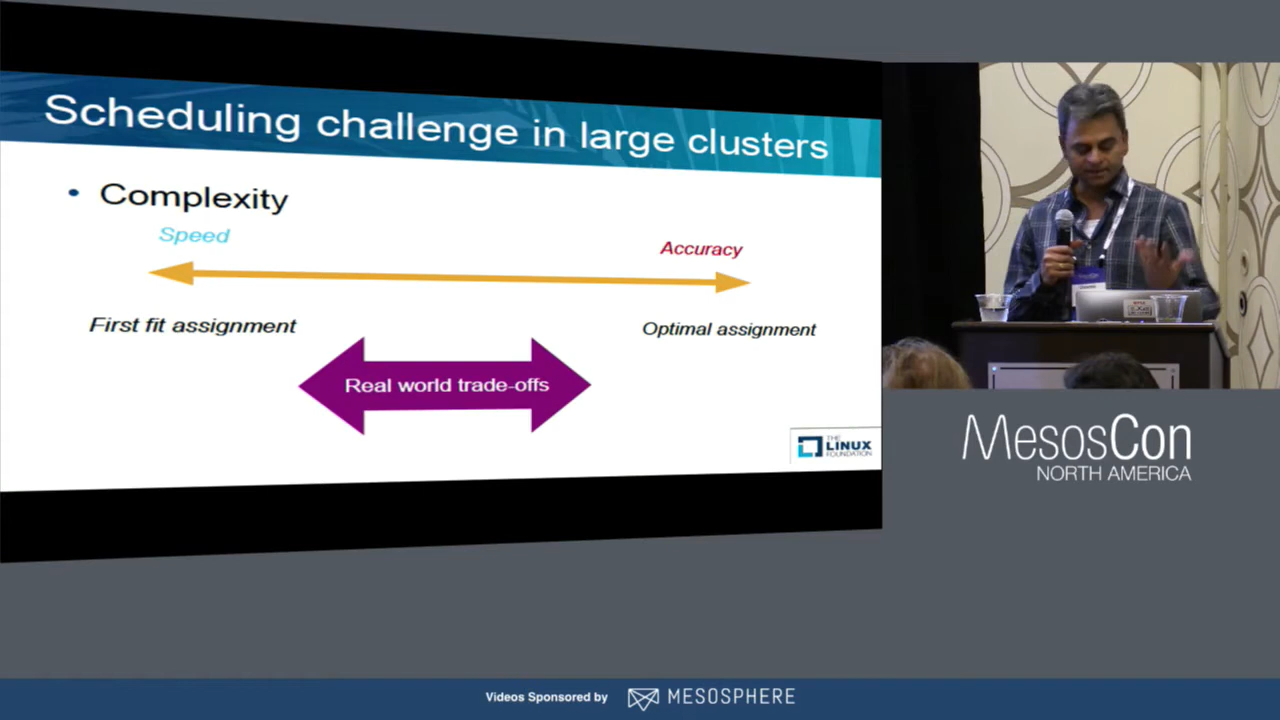 Scheduling challenge in large clusters
• Complexity
Speed
Accuracy
First fit assignment
Optimal assignment
Real world trade-offs
THE
LINUX
FOUNDATION
MesosCon
NORTH AMERICA
Videos Sponsored by MESOSPHERE